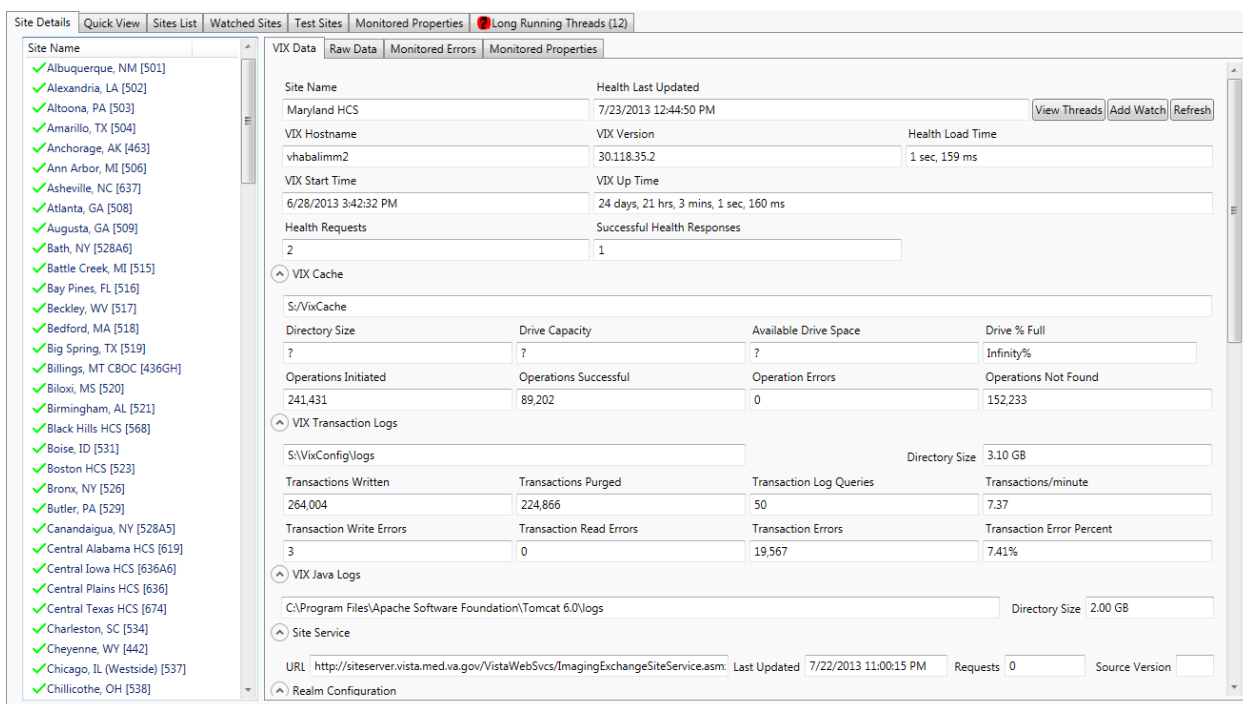 Site Details Quick View Sites List Watched Sites Test Sites Monitored Properties Long Running Threads (12)
Site Name
Albuquerque, NM [501]
Alexandria, LA [502]
Altoona, PA [503]
Amarillo, TX [504]
Anchorage, AK [463]
Ann Arbor, MI [506]
Asheville, NC [637]
Atlanta, GA [508]
Augusta, GA [509]
Bath, NY [528A6]
Battle Creek, MI [515]
Bay Pines, FL [516]
Beckley, WV [517]
Bedford, MA [518]
Big Spring, TX [519]
Billings, MT CBOC [436GH]
Biloxi, MS [520]
Birmingham, AL [521]
Black Hills HCS [568]
Boise, ID [531]
Boston HCS [523]
Bronx, NY [526]
Butler, PA [529]
Canandaigua, NY [528A5]
Central Alabama HCS [619]
Central Iowa HCS [636A6]
Central Plains HCS [636]
Central Texas HCS [674]
Charleston, SC [534]
Cheyenne, WY [442]
Chicago, IL (Westside) [537]
Chillicothe, OH [538]
VIX Data Raw Data Monitored Errors Monitored Properties
Site Name Health Last Updated
Maryland HCS 7/23/2013 12:44:50 PM View Threads Add Watch Refresh
VIX Hostname VIX Version Health Load Time
vhabalimm2 30.118.35.2 1 sec, 159 ms
VIX Start Time VIX Up Time
6/28/2013 3:42:32 PM 24 days, 21 hrs, 3 mins, 1 sec, 160 ms
Health Requests Successful Health Responses
2 1
VIX Cache
S:/VixCache
Directory Size Drive Capacity Available Drive Space Drive % Full
? ? ? Infinity%
Operations Initiated Operations Successful Operation Errors Operations Not Found
241,431 89,202 0 152,233
VIX Transaction Logs
S:\VixConfig\logs Directory Size 3.10 GB
Transactions Written Transactions Purged Transaction Log Queries Transactions/minute
264,004 224,866 50 7.37
Transaction Write Errors Transaction Read Errors Transaction Errors Transaction Error Percent
3 0 19,567 7.41%
VIX Java Logs
C:\Program Files\Apache Software Foundation\Tomcat 6.0\logs Directory Size 2.00 GB
Site Service
URL http://siteserver.vista.med.va.gov/VistaWebSvcs/ImagingExchangeSiteService.asm Last Updated 7/22/2013 11:00:15 PM Requests 0 Source Version
Realm Configuration